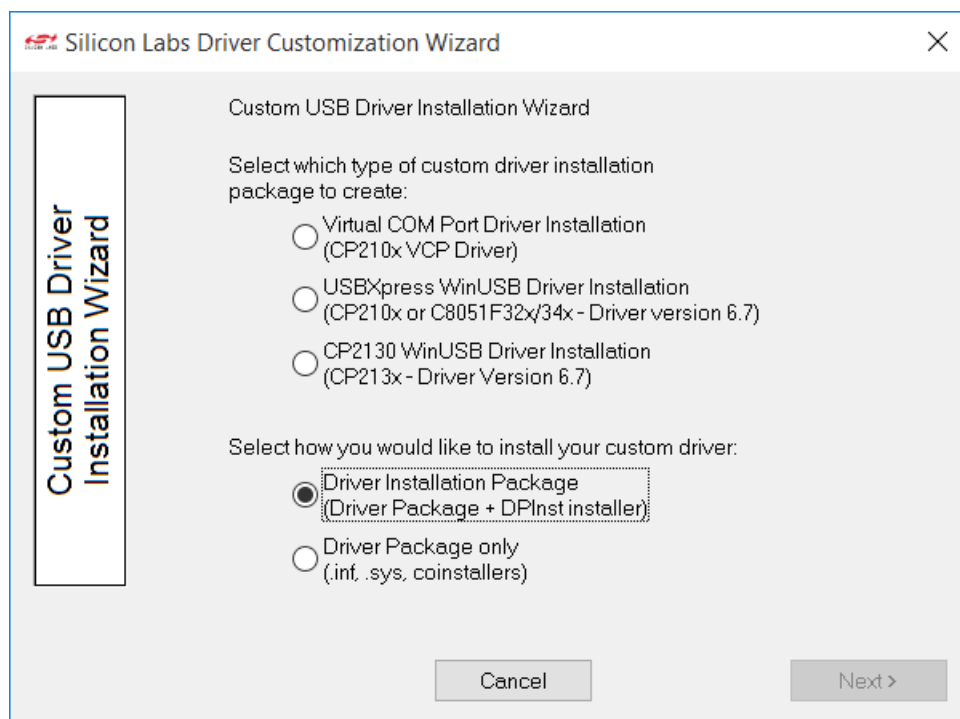 Silicon Labs Driver Customization Wizard
Custom USB Driver
Installation Wizard
Custom USB Driver Installation Wizard
Select which type of custom driver installation
package to create:
Virtual COM Port Driver Installation
(CP210x VCP Driver)
USBXpress WinUSB Driver Installation
(CP210x or C8051F32x/34x - Driver version 6.7)
CP2130 WinUSB Driver Installation
(CP213x - Driver Version 6.7)
Select how you would like to install your custom driver:
Driver Installation Package
(Driver Package + DPInst installer)
Driver Package only
(.inf, .sys, coinstallers)
Cancel
Next >